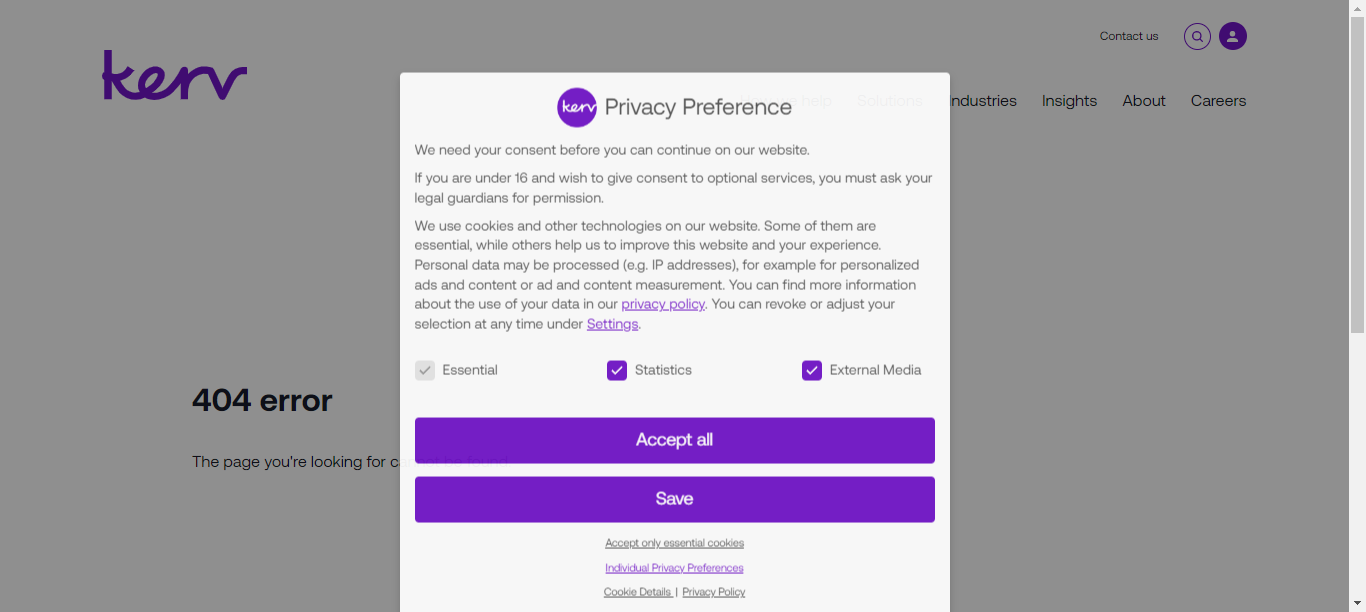 Contact us
kerv
help Solutions Industries Insights About Careers
kerv Privacy Preference
We need your consent before you can continue on our website.
If you are under 16 and wish to give consent to optional services, you must ask your
legal guardians for permission.
We use cookies and other technologies on our website. Some of them are
essential, while others help us to improve this website and your experience.
Personal data may be processed (e.g. IP addresses), for example for personalized
ads and content or ad and content measurement. You can find more information
about the use of your data in our privacy policy. You can revoke or adjust your
selection at any time under Settings.
Essential Statistics External Media
404 error
Accept all
The page you're looking for cannot be found.
Save
Accept only essential cookies
Individual Privacy Preferences
Cookie Details | Privacy Policy